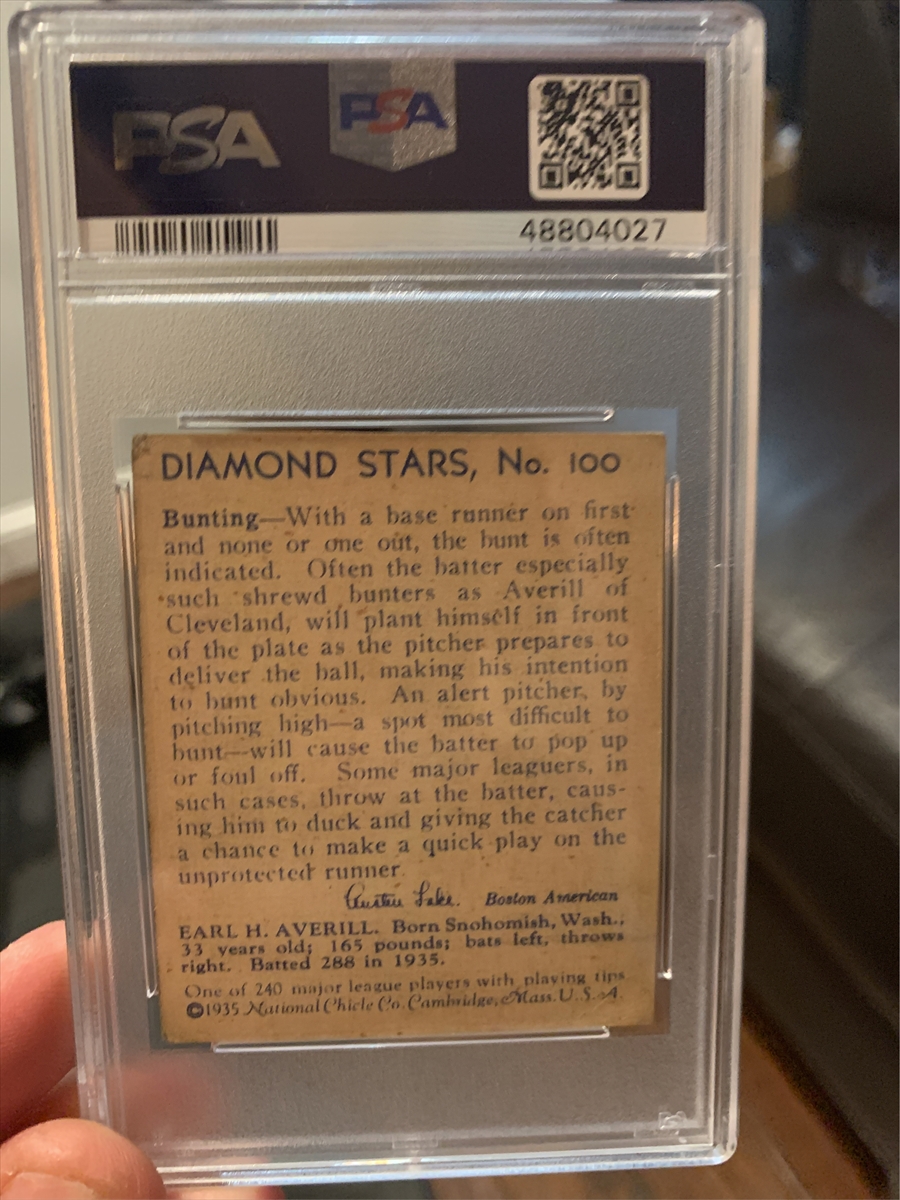 PSA
PSA
48804027
DIAMOND STARS, No. 100
Bunting—With a base runner on first
and none or one out, the bunt is often
indicated. Often the batter especially
such shrewd bunters as Averill of
Cleveland, will plant himself in front
of the plate as the pitcher prepares to
deliver the ball, making his intention
to bunt obvious. An alert pitcher, by
pitching high—a spot most difficult to
bunt—will cause the batter to pop up
or foul off. Some major leaguers, in
such cases, throw at the batter, caus-
ing him to duck and giving the catcher
a chance to make a quick play on the
unprotected runner.
Austen Lake. Boston American
EARL H. AVERILL. Born Snohomish, Wash.;
33 years old; 165 pounds; bats left, throws
right. Batted 288 in 1935.
One of 240 major league players with playing tips
©1935 National Chicle Co. Cambridge, Mass. U.S.A.